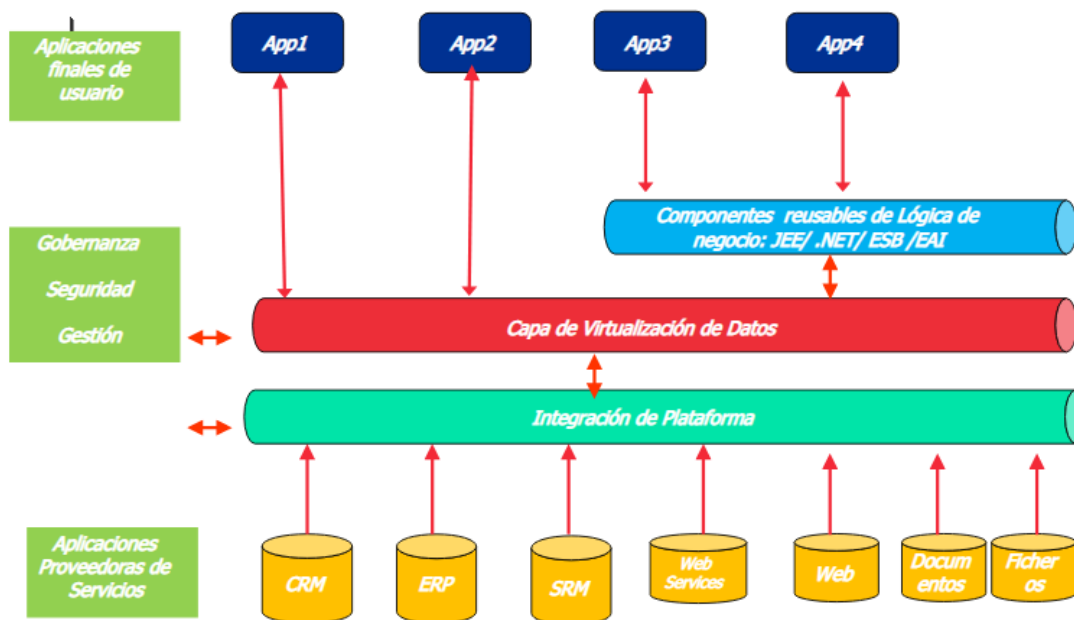 Aplicaciones
finales de
usuario
App1
App2
App3
App4
Componentes reusables de Lógica de
negocio: JEE/ .NET/ ESB /EAI
Gobernanza
Seguridad
Gestión
Capa de Virtualización de Datos
Integración de Plataforma
Aplicaciones
Proveedoras de
Servicios
CRM
ERP
SRM
Web
Services
Web
Docum
entos
Ficher
os